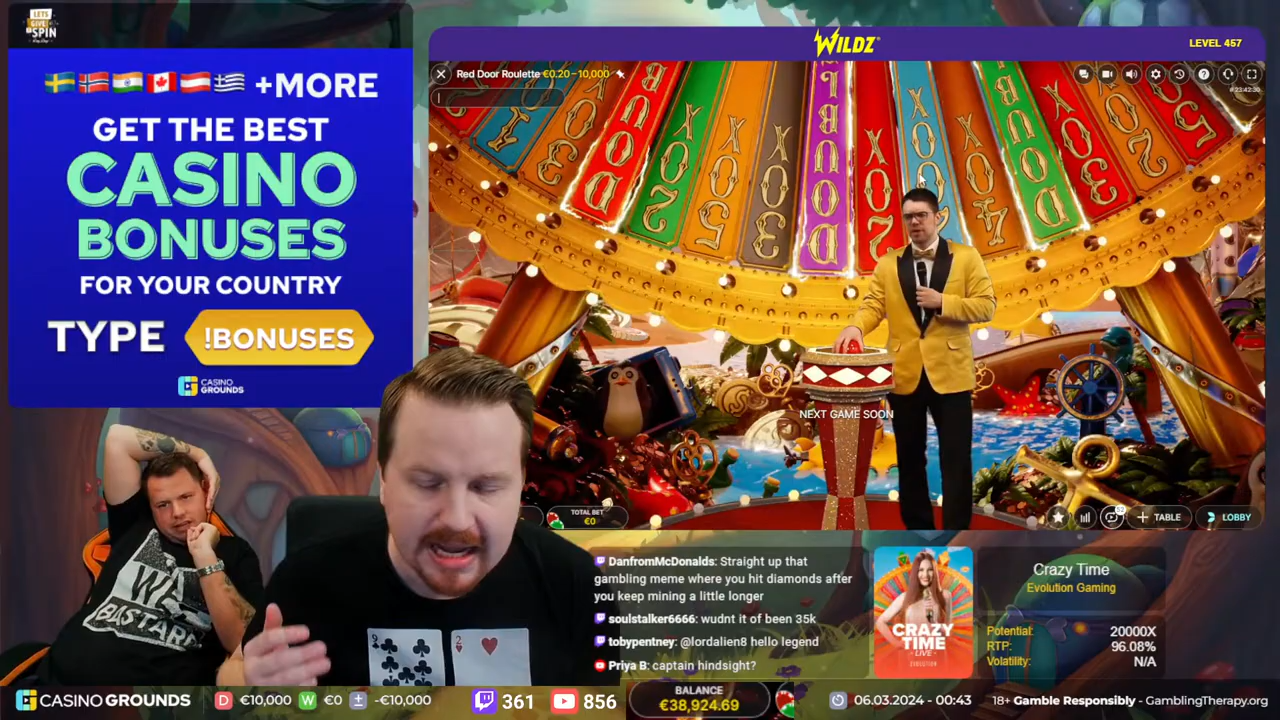 LETS
GIVE IT
A SPIN
+MORE
GET THE BEST
CASINO
BONUSES
FOR YOUR COUNTRY
TYPE !BONUSES
CASINO
GROUNDS
WILDZ
LEVEL 457
Red Door Roulette €0.20 – 10,000
DOUBLE
NEXT GAME SOON
TOTAL BET
€0
+ TABLE
LOBBY
DanfromMcDonalds: Straight up that
gambling meme where you hit diamonds after
you keep mining a little longer
soulstalker6666: wudnt it of been 35k
tobypentney: @lordalien8 hello legend
Priya B: captain hindsight?
CRAZY
TIME
LIVE
EVOLUTION
Crazy Time
Evolution Gaming
Potential: 20000X
RTP: 96.08%
Volatility: N/A
CASINO GROUNDS
D €10,000 W €0 ± -€10,000
361
856
BALANCE
€38,924.69
06.03.2024 - 00:43
18+ Gamble Responsibly - GamblingTherapy.org